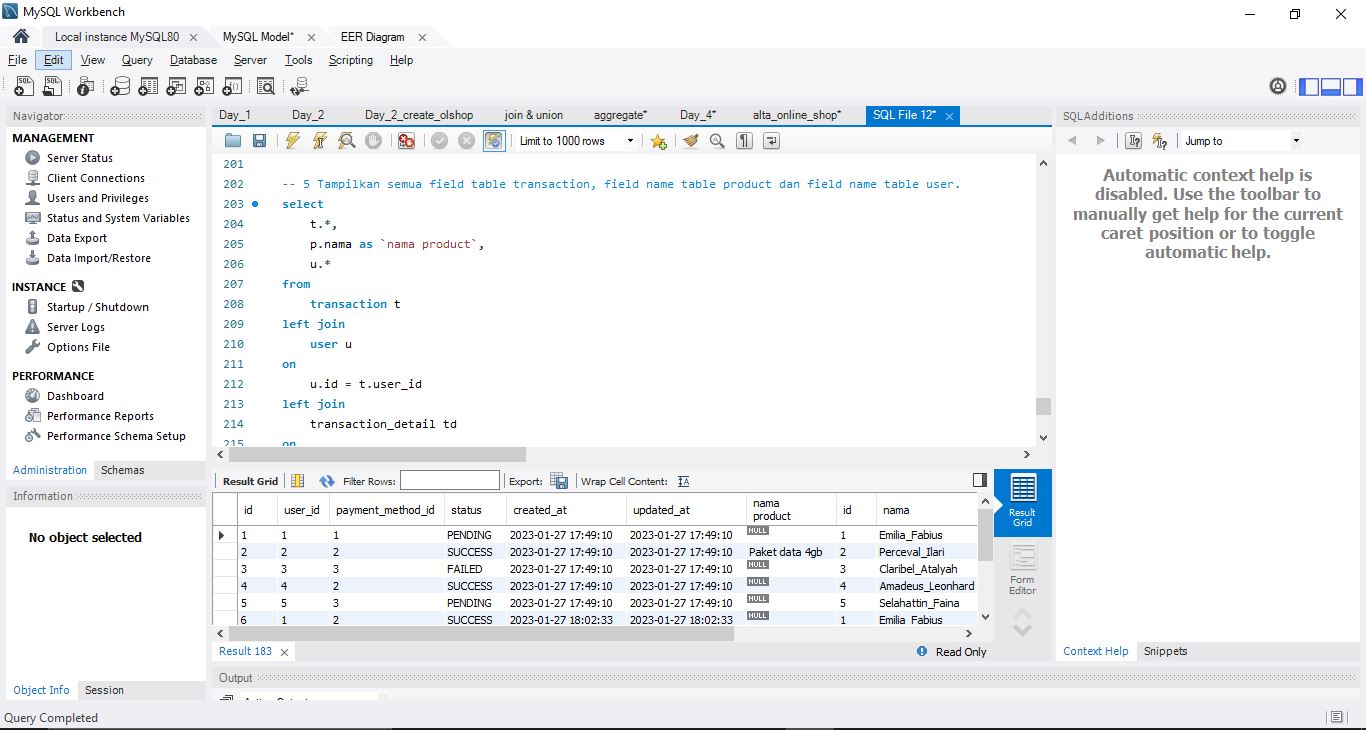 MySQL Workbench
Local instance MySQL80 MySQL Model* EER Diagram
File Edit View Query Database Server Tools Scripting Help
Navigator
MANAGEMENT
Server Status
Client Connections
Users and Privileges
Status and System Variables
Data Export
Data Import/Restore
INSTANCE
Startup / Shutdown
Server Logs
Options File
PERFORMANCE
Dashboard
Performance Reports
Performance Schema Setup
Administration Schemas
Information
No object selected
Object Info Session
Day_1 Day_2 Day_2_create_olshop join & union aggregate* Day_4* alta_online_shop* SQL File 12*
Limit to 1000 rows
201
202 -- 5 Tampilkan semua field table transaction, field name table product dan field name table user.
203 select
204 t.*,
205 p.nama as `nama product`,
206 u.*
207 from
208 transaction t
209 left join
210 user u
211 on
212 u.id = t.user_id
213 left join
214 transaction_detail td
215 on
Result Grid Filter Rows: Export: Wrap Cell Content:
id user_id payment_method_id status created_at updated_at nama product id nama
1 1 1 PENDING 2023-01-27 17:49:10 2023-01-27 17:49:10 NULL 1 Emilia_Fabius
2 2 2 SUCCESS 2023-01-27 17:49:10 2023-01-27 17:49:10 Paket data 4gb 2 Perceval_Ilari
3 3 3 FAILED 2023-01-27 17:49:10 2023-01-27 17:49:10 NULL 3 Claribel_Atalyah
4 4 2 SUCCESS 2023-01-27 17:49:10 2023-01-27 17:49:10 NULL 4 Amadeus_Leonhard
5 5 3 PENDING 2023-01-27 17:49:10 2023-01-27 17:49:10 NULL 5 Selahattin_Faina
6 1 2 SUCCESS 2023-01-27 18:02:33 2023-01-27 18:02:33 NULL 1 Emilia_Fabius
Result Grid
Form Editor
Result 183 Read Only
Output
SQLAdditions
Jump to
Automatic context help is
disabled. Use the toolbar to
manually get help for the current
caret position or to toggle
automatic help.
Context Help Snippets
Query Completed